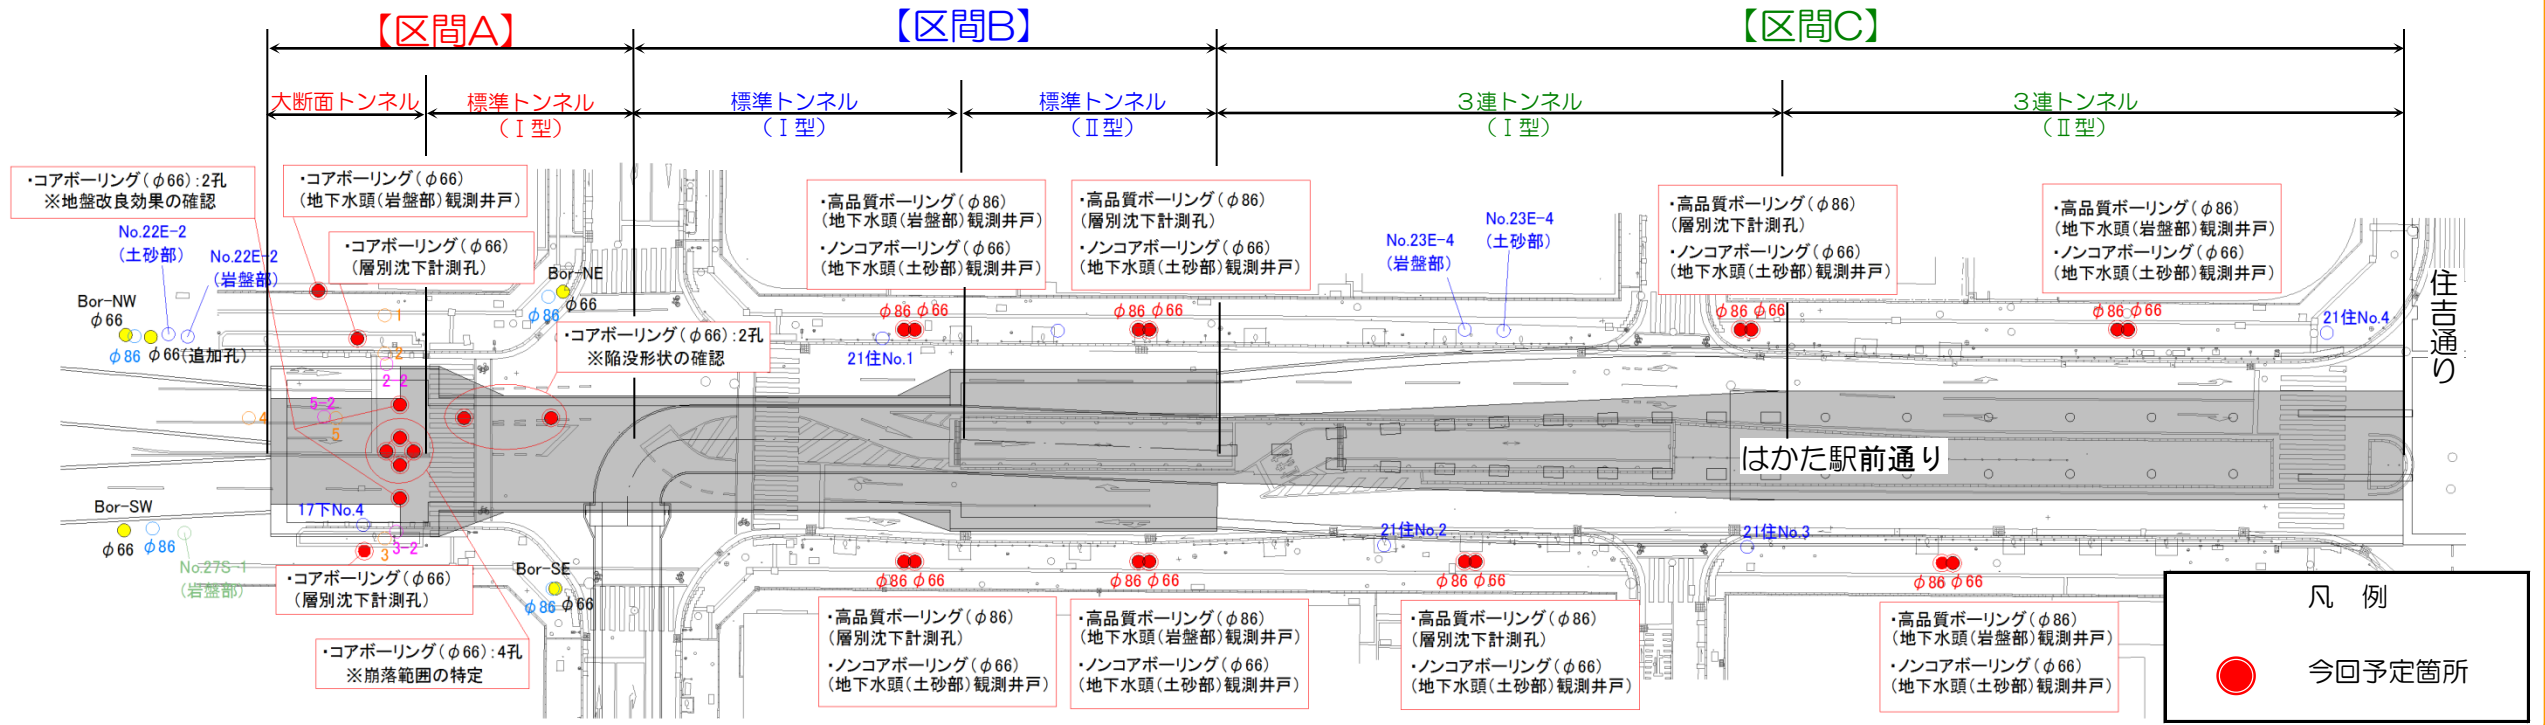 【区間A】
【区間B】
【区間C】
大断面トンネル
標準トンネル
(Ⅰ型)
標準トンネル
(Ⅰ型)
標準トンネル
(Ⅱ型)
3連トンネル
(Ⅰ型)
3連トンネル
(Ⅱ型)
・コアボーリング(φ66):2孔
※地盤改良効果の確認
・コアボーリング(φ66)
(地下水頭(岩盤部)観測井戸)
・コアボーリング(φ66)
(層別沈下計測孔)
・高品質ボーリング(φ86)
(地下水頭(岩盤部)観測井戸)
・ノンコアボーリング(φ66)
(地下水頭(土砂部)観測井戸)
・高品質ボーリング(φ86)
(層別沈下計測孔)
・ノンコアボーリング(φ66)
(地下水頭(土砂部)観測井戸)
・高品質ボーリング(φ86)
(層別沈下計測孔)
・ノンコアボーリング(φ66)
(地下水頭(土砂部)観測井戸)
・高品質ボーリング(φ86)
(地下水頭(岩盤部)観測井戸)
・ノンコアボーリング(φ66)
(地下水頭(土砂部)観測井戸)
No.22E-2
(土砂部)
No.22E-2
(岩盤部)
No.23E-4
(岩盤部)
No.23E-4
(土砂部)
Bor-NW
φ66
φ86
φ66(追加孔)
Bor-NE
φ66
φ86
・コアボーリング(φ66):2孔
※陥没形状の確認
φ86 φ66
φ86 φ66
φ86 φ66
φ86 φ66
21住No.1
21住No.4
住吉通り
1
2
2-2
5-2
4
5
はかた駅前通り
Bor-SW
φ66
φ86
17下No.4
3
3-2
No.27S-1
(岩盤部)
Bor-SE
φ86
φ66
21住No.2
21住No.3
φ86 φ66
φ86 φ66
φ86 φ66
φ86 φ66
・コアボーリング(φ66)
(層別沈下計測孔)
・コアボーリング(φ66):4孔
※崩落範囲の特定
・高品質ボーリング(φ86)
(層別沈下計測孔)
・ノンコアボーリング(φ66)
(地下水頭(土砂部)観測井戸)
・高品質ボーリング(φ86)
(地下水頭(岩盤部)観測井戸)
・ノンコアボーリング(φ66)
(地下水頭(土砂部)観測井戸)
・高品質ボーリング(φ86)
(層別沈下計測孔)
・ノンコアボーリング(φ66)
(地下水頭(土砂部)観測井戸)
・高品質ボーリング(φ86)
(地下水頭(岩盤部)観測井戸)
・ノンコアボーリング(φ66)
(地下水頭(土砂部)観測井戸)
凡 例
今回予定箇所